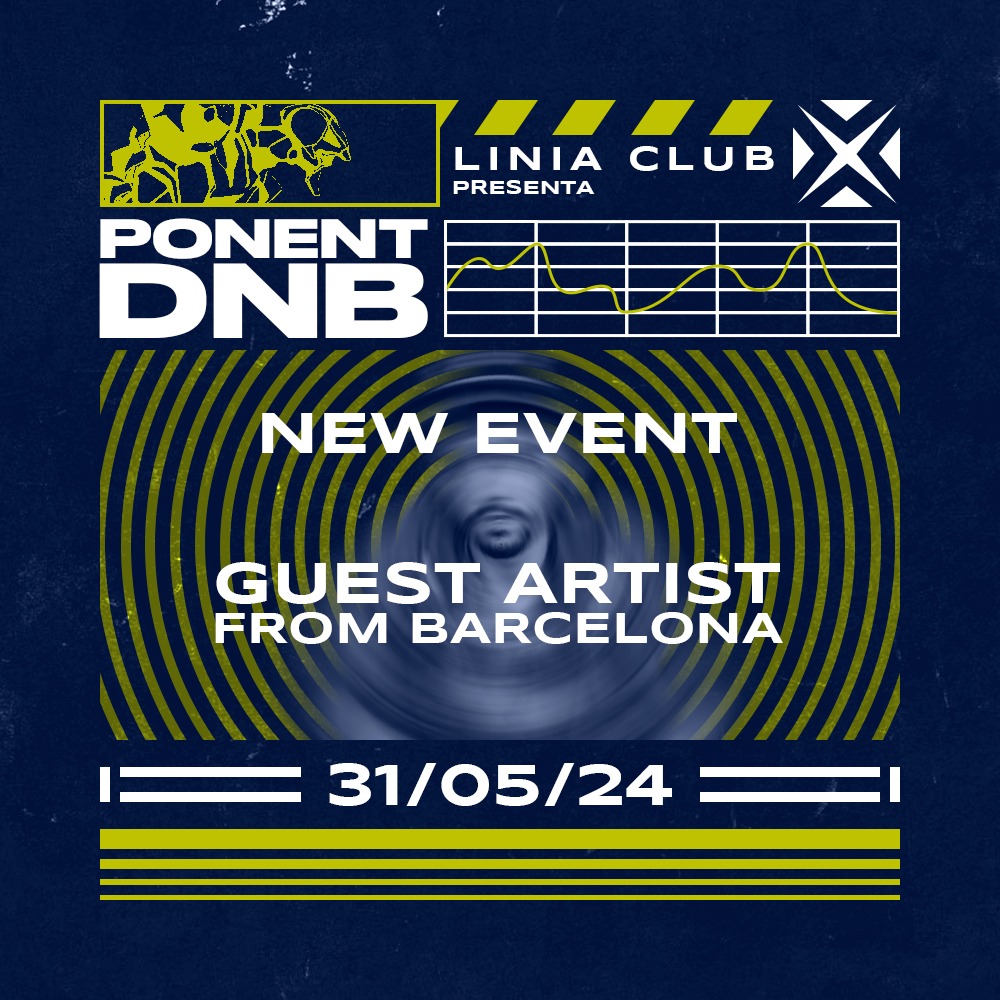 LINIA CLUB
PRESENTA
PONENT
DNB
NEW EVENT
GUEST ARTIST
FROM BARCELONA
31/05/24